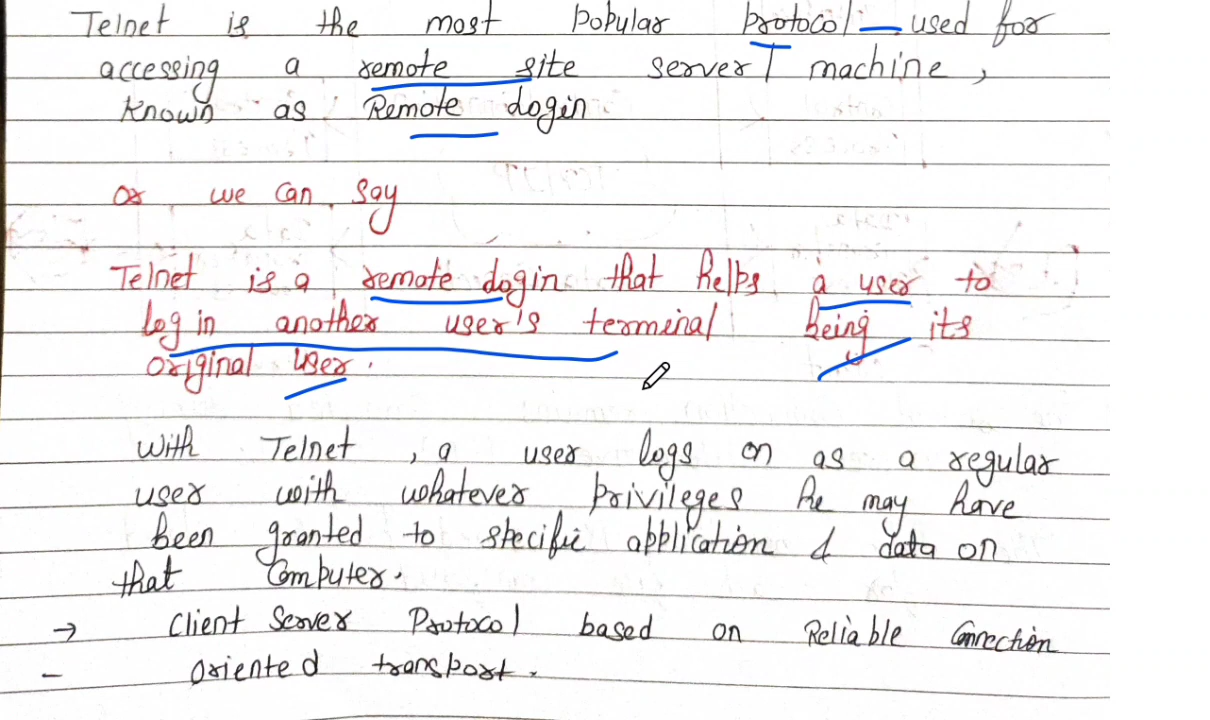 Telnet is the most popular protocol used for
accessing a remote site server / machine,
known as Remote login
or we can say
Telnet is a remote login that helps a user to
log in another user's terminal being its
original user.
With Telnet, a user logs on as a regular
user with whatever privileges he may have
been granted to specific application & data on
that Computer.
→ Client Server Protocol based on Reliable Connection
- oriented transport.